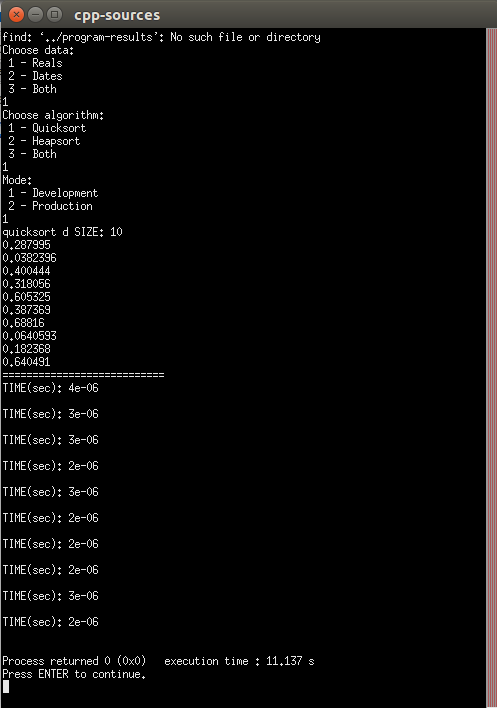 cpp-sources
find: ‘../program-results’: No such file or directory
Choose data:
1 - Reals
2 - Dates
3 - Both
1
Choose algorithm:
1 - Quicksort
2 - Heapsort
3 - Both
1
Mode:
1 - Development
2 - Production
1
quicksort d SIZE: 10
0.287995
0.0382396
0.400444
0.318056
0.605325
0.387369
0.68816
0.0640593
0.182368
0.640491
===========================
TIME(sec): 4e-06
TIME(sec): 3e-06
TIME(sec): 3e-06
TIME(sec): 2e-06
TIME(sec): 3e-06
TIME(sec): 2e-06
TIME(sec): 2e-06
TIME(sec): 2e-06
TIME(sec): 3e-06
TIME(sec): 2e-06
Process returned 0 (0x0)   execution time : 11.137 s
Press ENTER to continue.